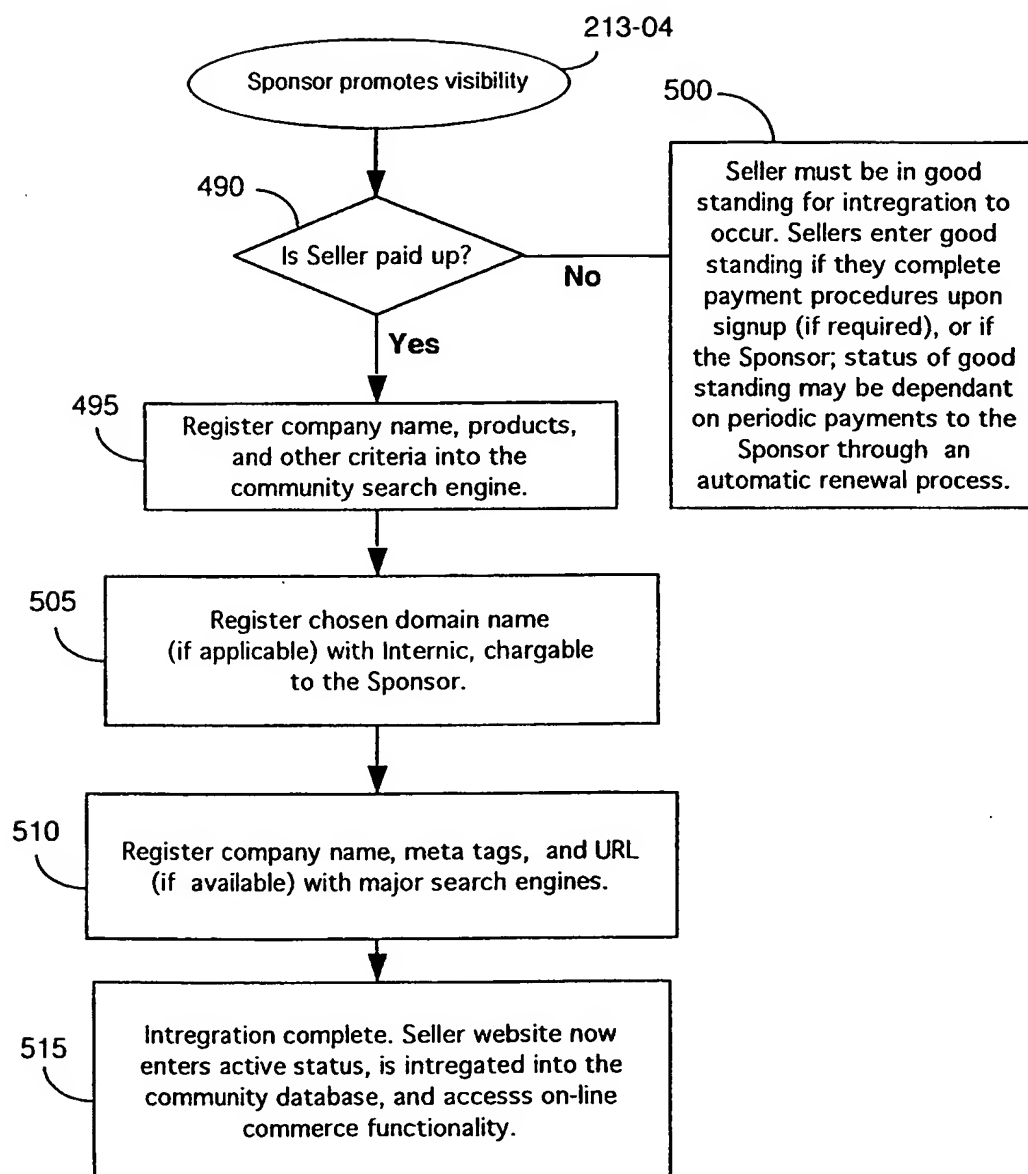 213-04
Sponsor promotes visibility
500
490
Is Seller paid up?
No
Yes
Seller must be in good
standing for intregration to
occur. Sellers enter good
standing if they complete
payment procedures upon
signup (if required), or if
the Sponsor; status of good
standing may be dependant
on periodic payments to the
Sponsor through an
automatic renewal process.
495
Register company name, products,
and other criteria into the
community search engine.
505
Register chosen domain name
(if applicable) with Internic, chargable
to the Sponsor.
510
Register company name, meta tags, and URL
(if available) with major search engines.
515
Intregration complete. Seller website now
enters active status, is intregated into the
community database, and accesss on-line
commerce functionality.